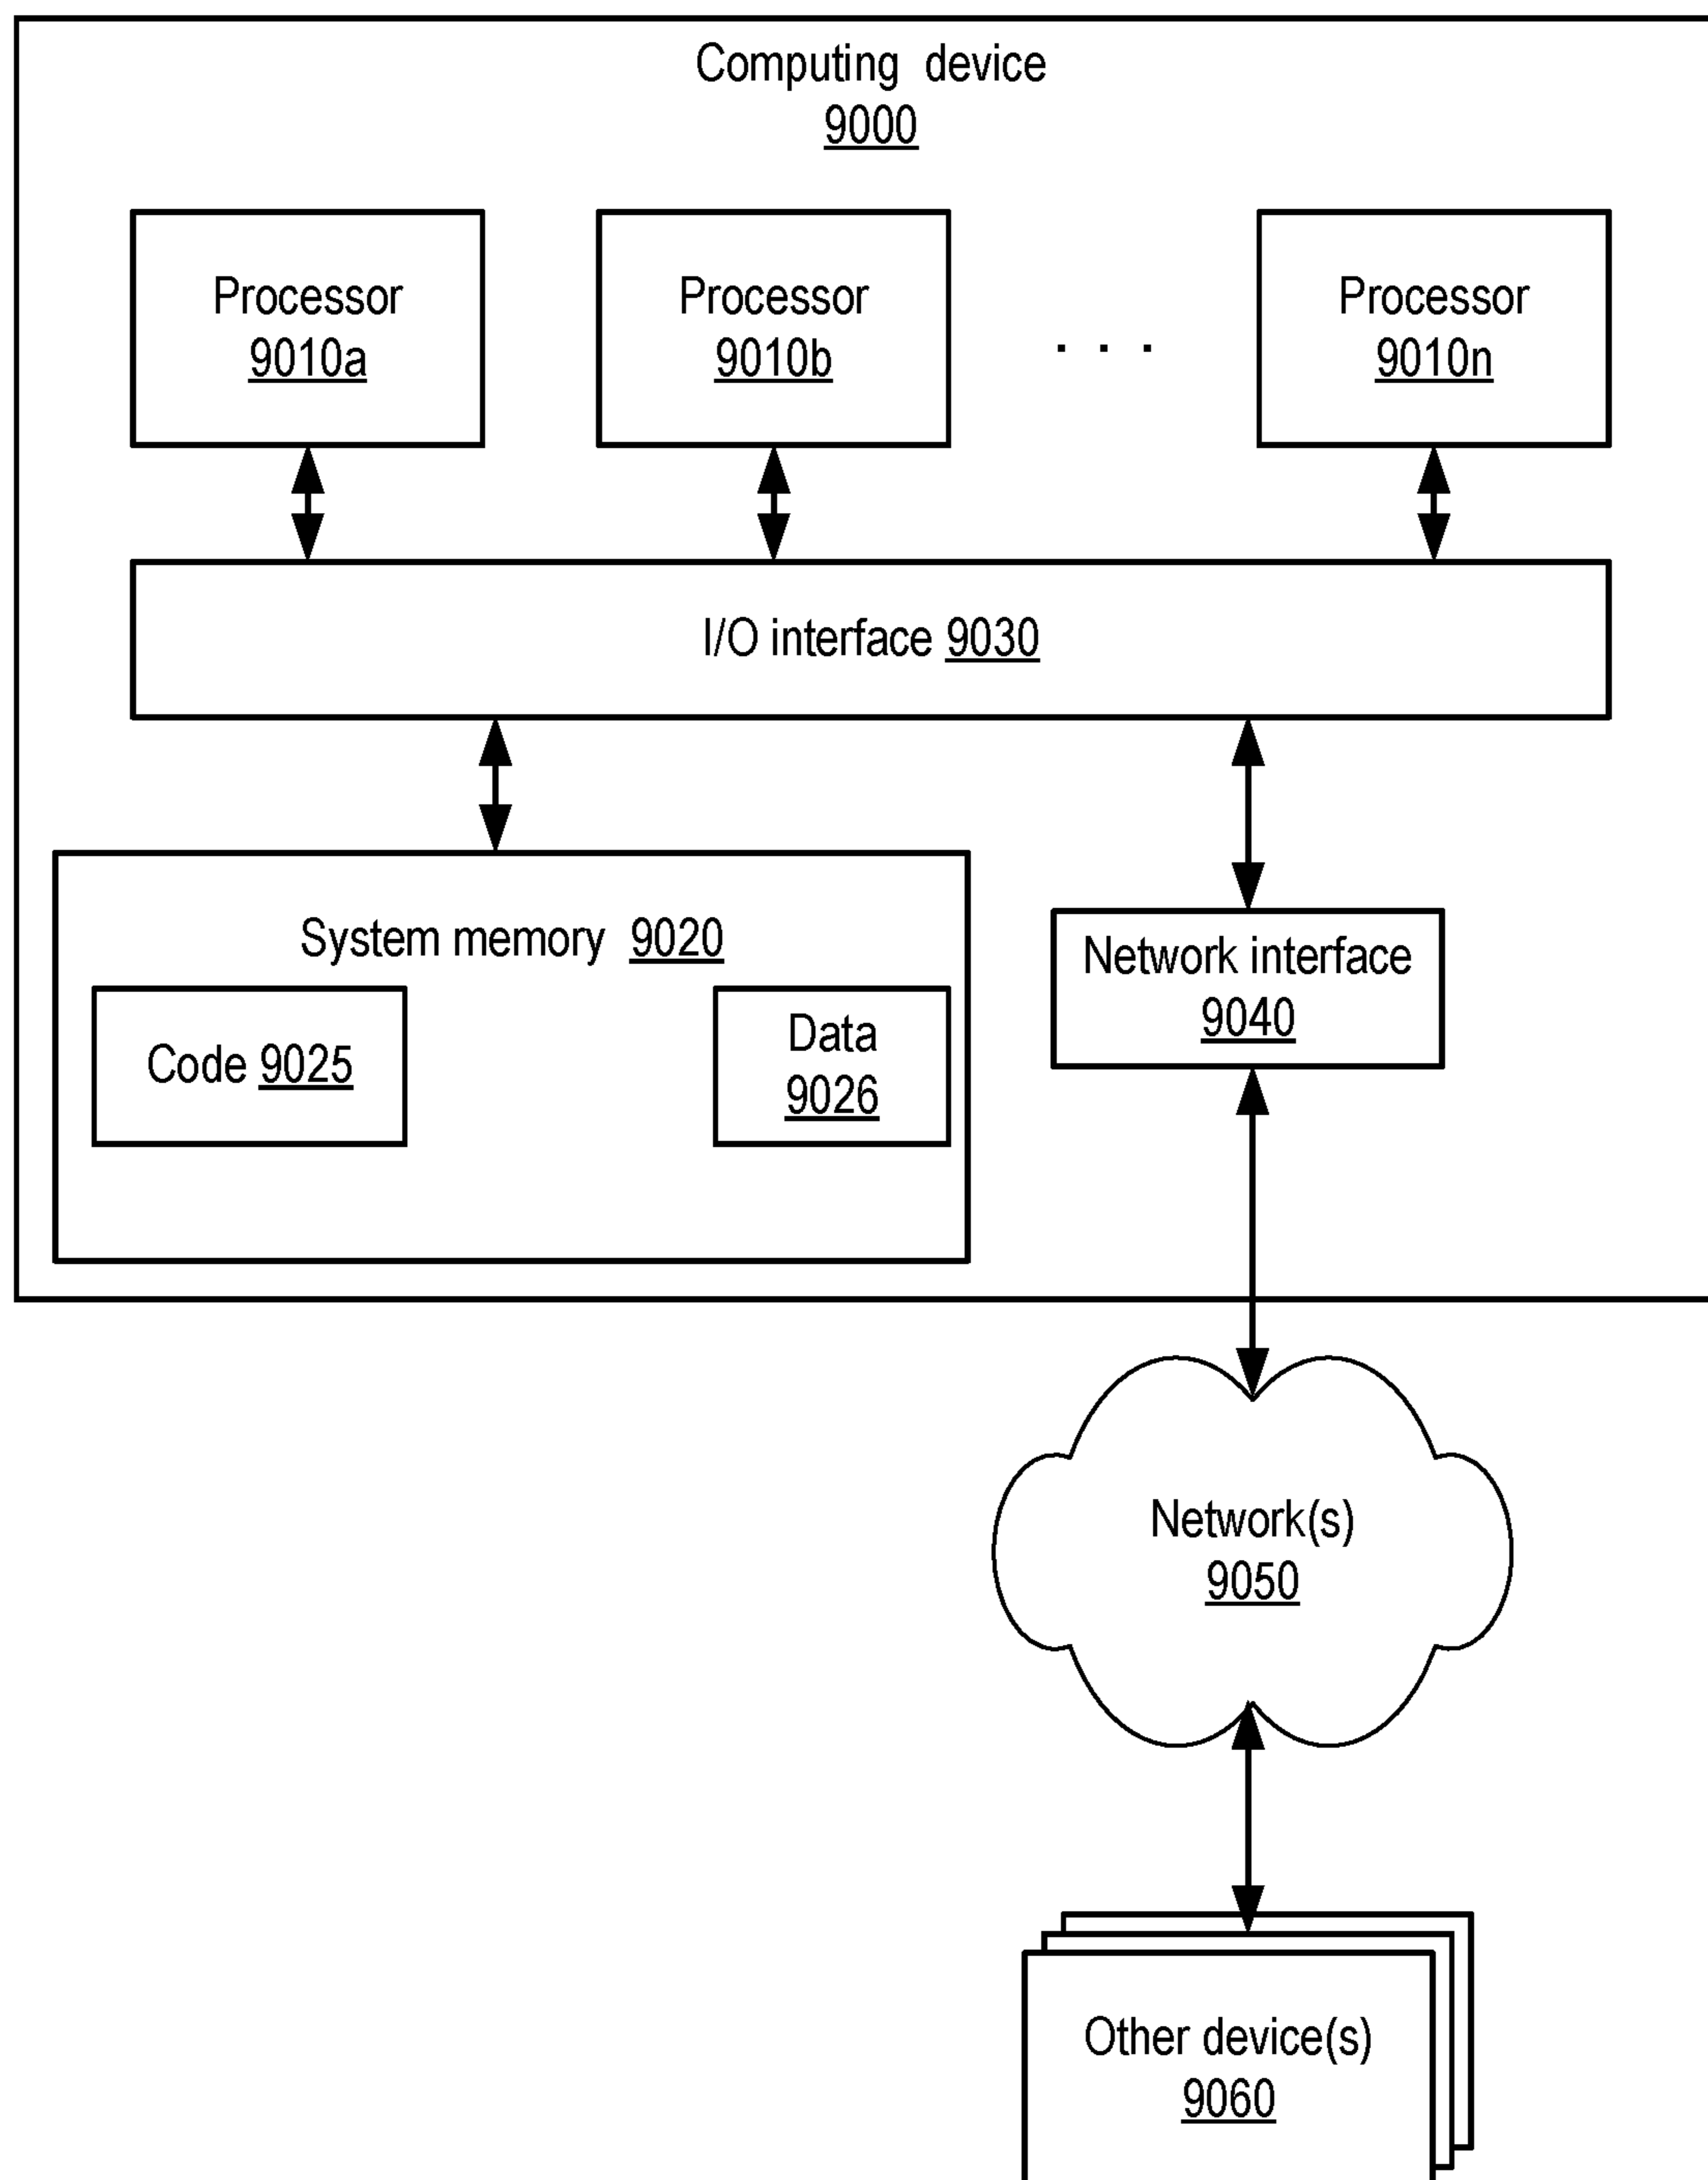 Computing device
9000
Processor
9010a
Processor
9010b
. . .
Processor
9010n
I/O interface 9030
System memory 9020
Code 9025
Data
9026
Network interface
9040
Network(s)
9050
Other device(s)
9060